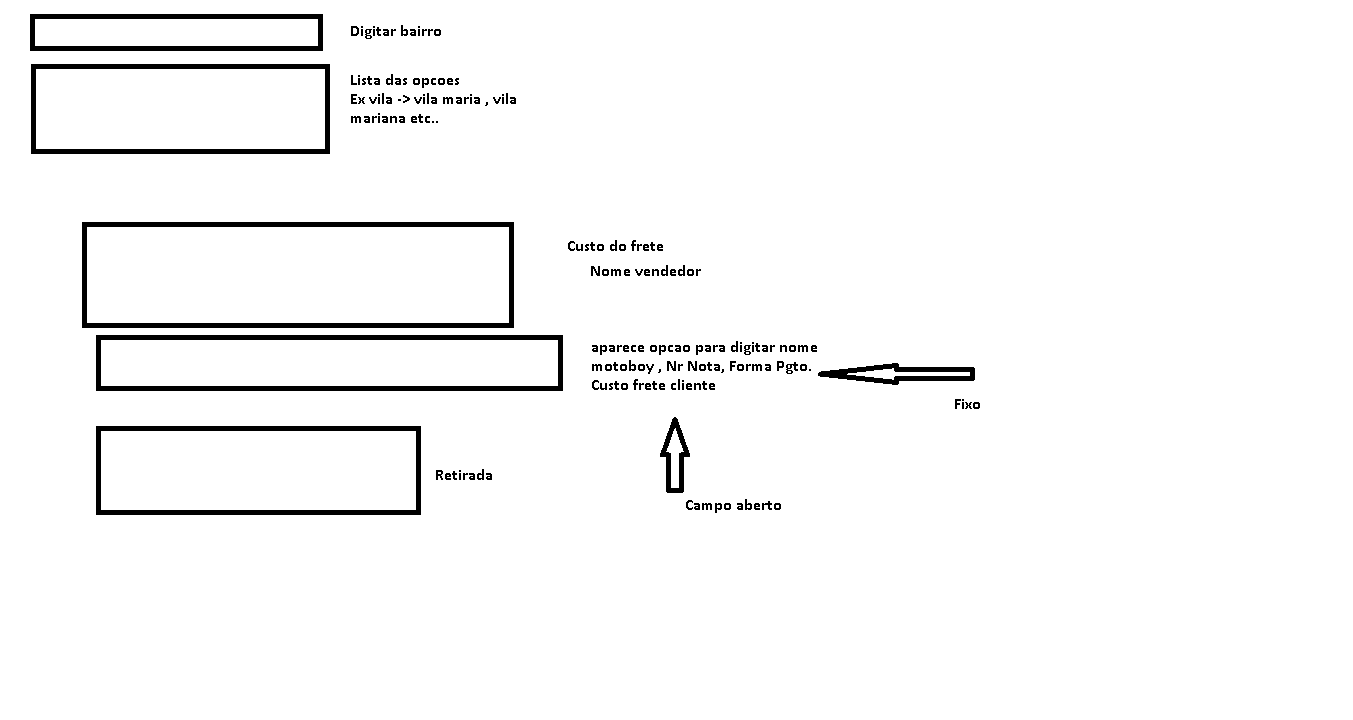 Digitar bairro
Lista das opcoes
Ex vila -> vila maria , vila
mariana etc..
Custo do frete
Nome vendedor
aparece opcao para digitar nome
motoboy , Nr Nota, Forma Pgto.
Custo frete cliente
Fixo
Retirada
Campo aberto